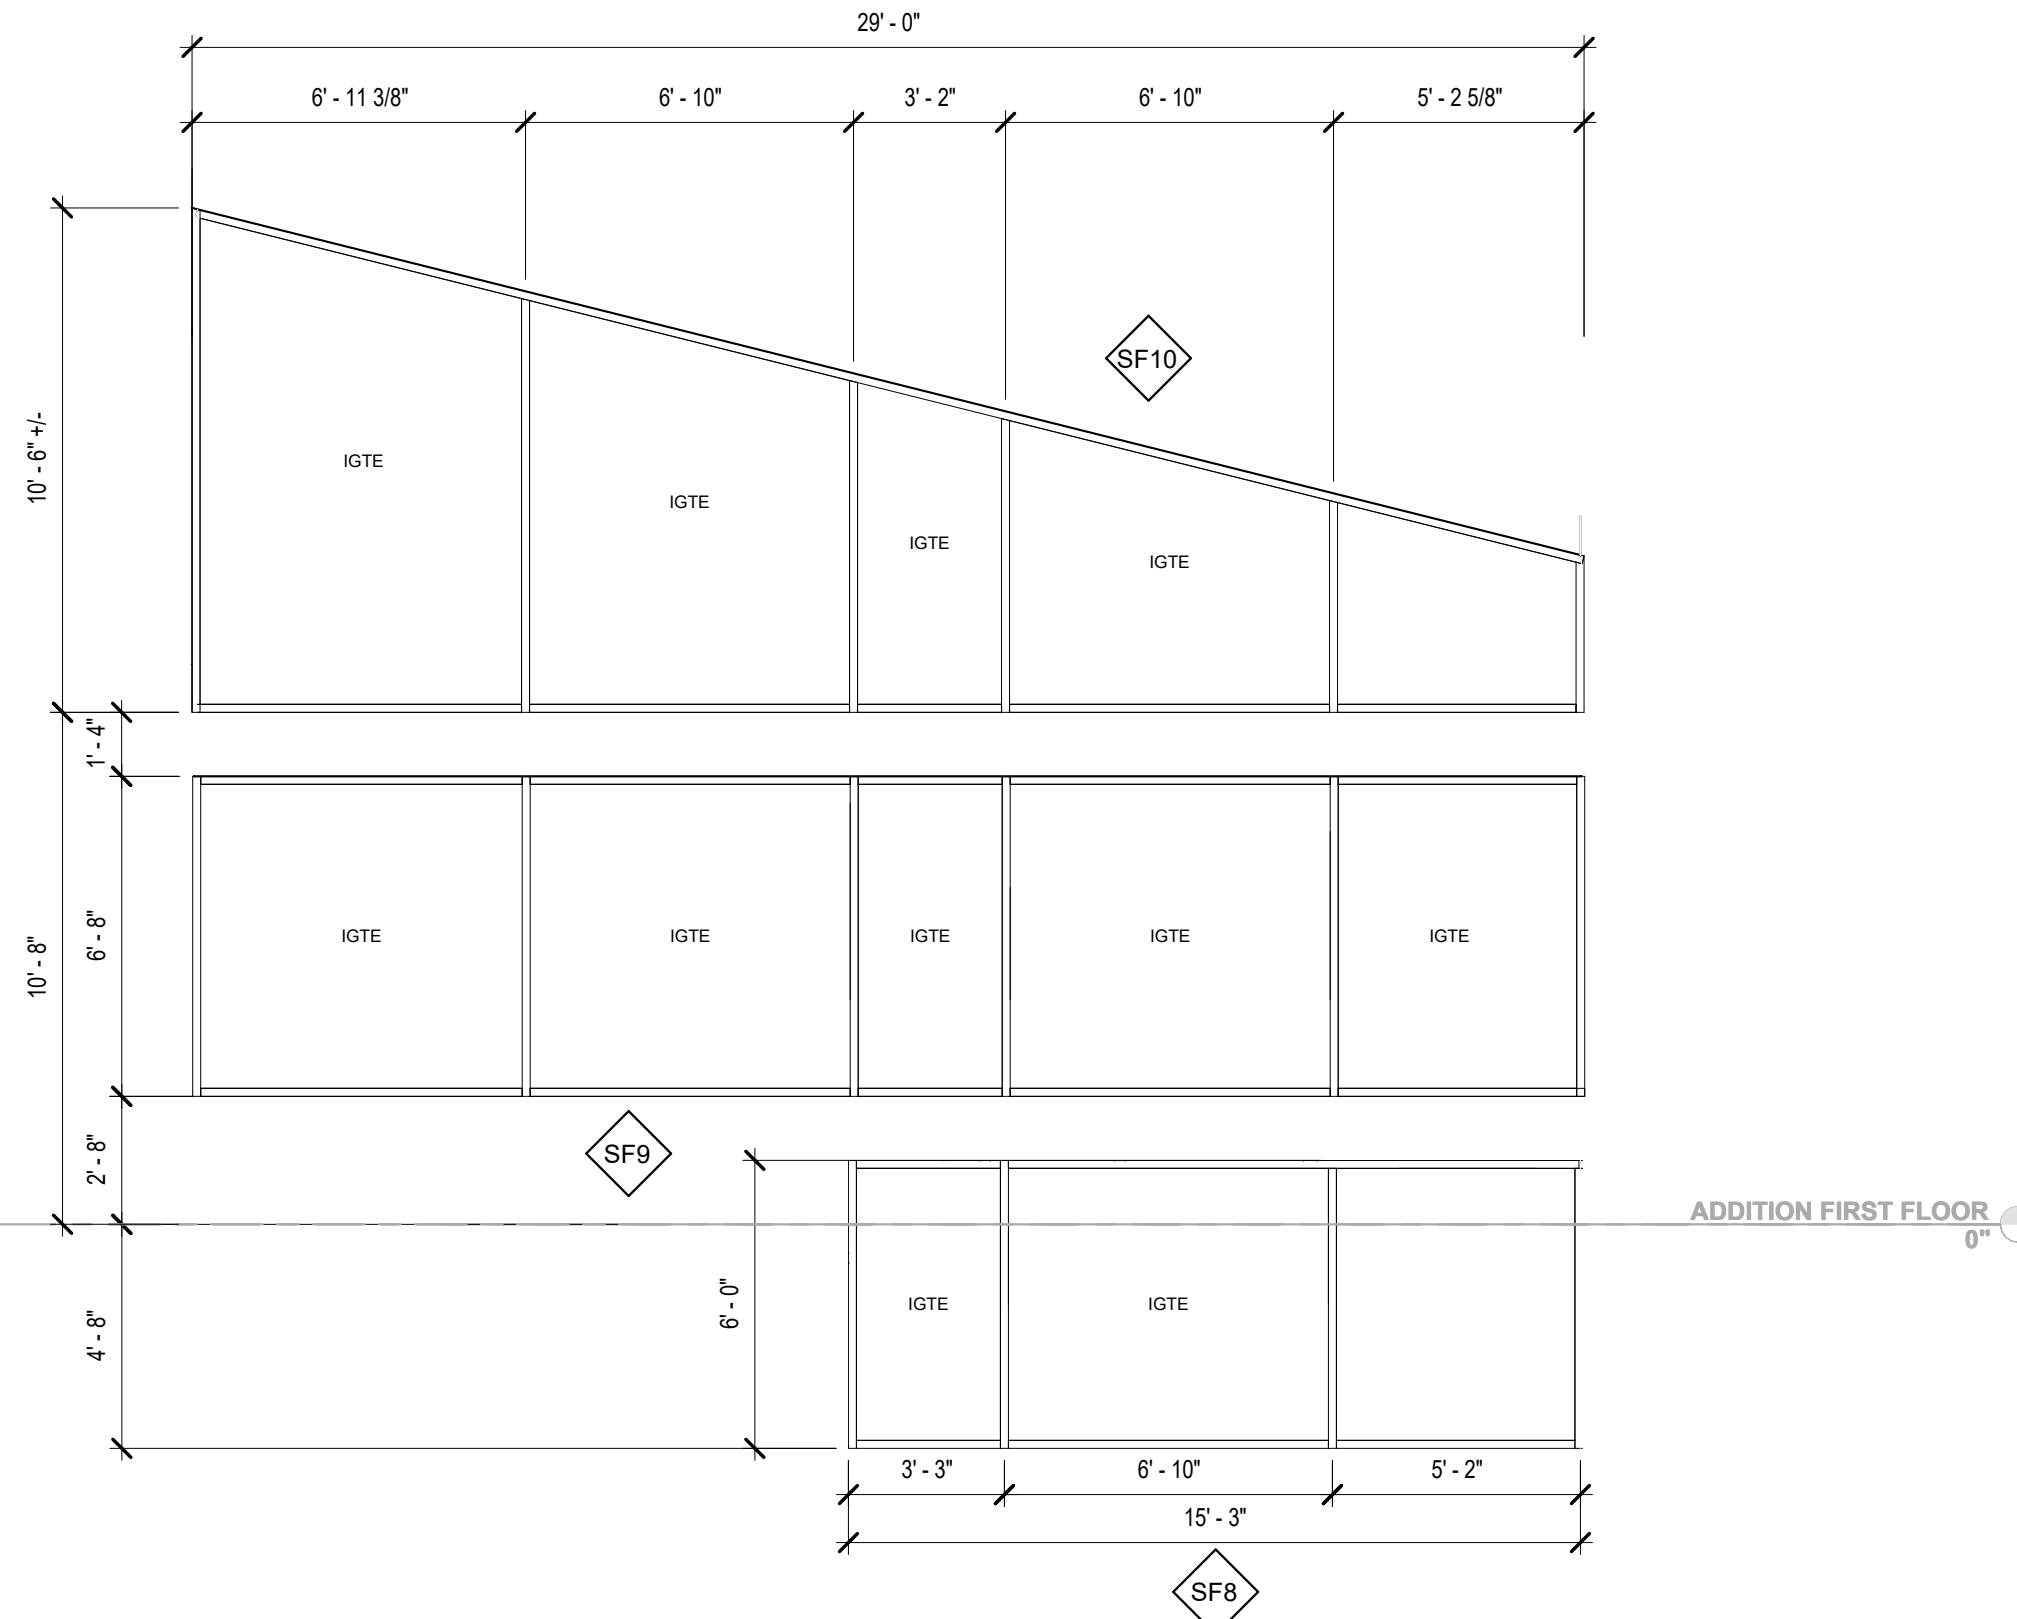 29' - 0"
6' - 11 3/8"
6' - 10"
3' - 2"
6' - 10"
5' - 2 5/8"
SF10
10' - 6" +/-
IGTE
IGTE
IGTE
IGTE
1' - 4"
6' - 8"
10' - 8"
IGTE
IGTE
IGTE
IGTE
IGTE
2' - 8"
SF9
ADDITION FIRST FLOOR
0"
4' - 8"
6' - 0"
IGTE
IGTE
3' - 3"
6' - 10"
5' - 2"
15' - 3"
SF8